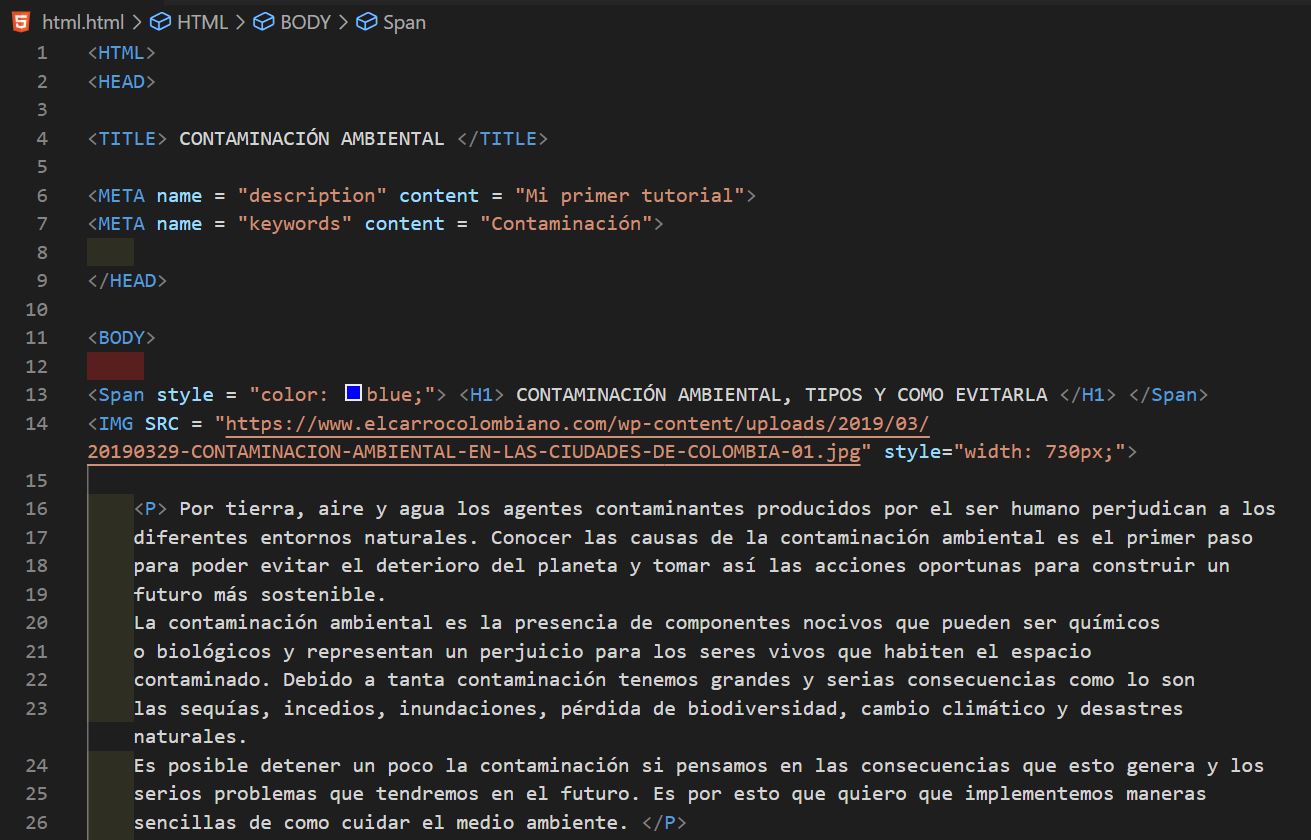 html.html > HTML > BODY > Span
1 <HTML>
2 <HEAD>
3
4 <TITLE> CONTAMINACIÓN AMBIENTAL </TITLE>
5
6 <META name = "description" content = "Mi primer tutorial">
7 <META name = "keywords" content = "Contaminación">
8
9 </HEAD>
10
11 <BODY>
12
13 <Span style = "color: blue;"> <H1> CONTAMINACIÓN AMBIENTAL, TIPOS Y COMO EVITARLA </H1> </Span>
14 <IMG SRC = "https://www.elcarrocolombiano.com/wp-content/uploads/2019/03/
20190329-CONTAMINACION-AMBIENTAL-EN-LAS-CIUDADES-DE-COLOMBIA-01.jpg" style="width: 730px;">
15
16 <P> Por tierra, aire y agua los agentes contaminantes producidos por el ser humano perjudican a los
17 diferentes entornos naturales. Conocer las causas de la contaminación ambiental es el primer paso
18 para poder evitar el deterioro del planeta y tomar así las acciones oportunas para construir un
19 futuro más sostenible.
20 La contaminación ambiental es la presencia de componentes nocivos que pueden ser químicos
21 o biológicos y representan un perjuicio para los seres vivos que habiten el espacio
22 contaminado. Debido a tanta contaminación tenemos grandes y serias consecuencias como lo son
23 las sequías, incedios, inundaciones, pérdida de biodiversidad, cambio climático y desastres
naturales.
24 Es posible detener un poco la contaminación si pensamos en las consecuencias que esto genera y los
25 serios problemas que tendremos en el futuro. Es por esto que quiero que implementemos maneras
26 sencillas de como cuidar el medio ambiente. </P>